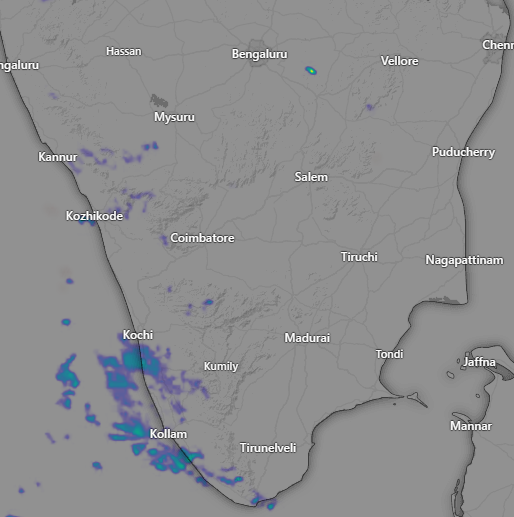 Hassan
Bengaluru
Chenn
ngaluru
Vellore
Mysuru
Kannur
Puducherry
Salem
Kozhikode
Coimbatore
Tiruchi
Nagapattinam
Kochi
Madurai
Tondi
Kumily
Jaffna
Mannar
Kollam
Tirunelveli